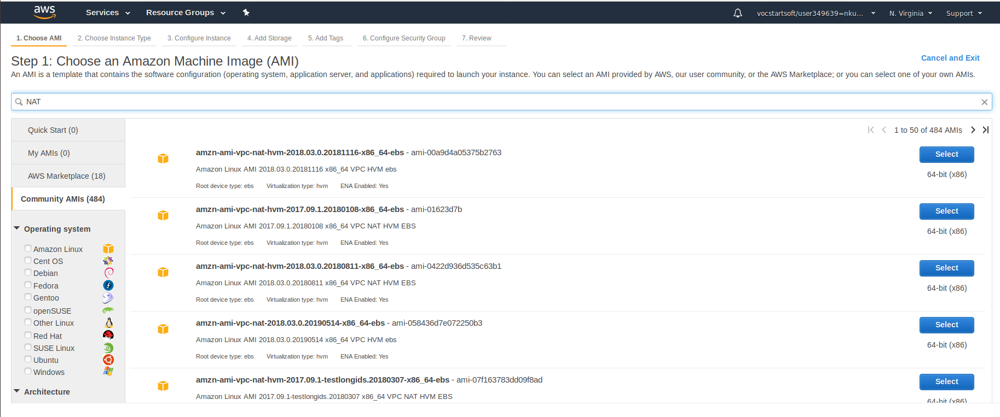 aws Services Resource Groups vocstartsoft/user349639=nku... N. Virginia Support
1. Choose AMI 2. Choose Instance Type 3. Configure Instance 4. Add Storage 5. Add Tags 6. Configure Security Group 7. Review
Step 1: Choose an Amazon Machine Image (AMI)
Cancel and Exit
An AMI is a template that contains the software configuration (operating system, application server, and applications) required to launch your instance. You can select an AMI provided by AWS, our user community, or the AWS Marketplace; or you can select one of your own AMIs.
NAT
Quick Start (0)
My AMIs (0)
AWS Marketplace (18)
Community AMIs (484)
Operating system
Amazon Linux
Cent OS
Debian
Fedora
Gentoo
openSUSE
Other Linux
Red Hat
SUSE Linux
Ubuntu
Windows
Architecture
1 to 50 of 484 AMIs
amzn-ami-vpc-nat-hvm-2018.03.0.20181116-x86_64-ebs - ami-00a9d4a05375b2763
Select
Amazon Linux AMI 2018.03.0.20181116 x86_64 VPC HVM ebs
64-bit (x86)
Root device type: ebs Virtualization type: hvm ENA Enabled: Yes
amzn-ami-vpc-nat-hvm-2017.09.1.20180108-x86_64-ebs - ami-01623d7b
Select
Amazon Linux AMI 2017.09.1.20180108 x86_64 VPC NAT HVM EBS
64-bit (x86)
Root device type: ebs Virtualization type: hvm ENA Enabled: Yes
amzn-ami-vpc-nat-hvm-2018.03.0.20180811-x86_64-ebs - ami-0422d936d535c63b1
Select
Amazon Linux AMI 2018.03.0.20180811 x86_64 VPC NAT HVM EBS
64-bit (x86)
Root device type: ebs Virtualization type: hvm ENA Enabled: Yes
amzn-ami-vpc-nat-2018.03.0.20190514-x86_64-ebs - ami-058436d7e072250b3
Select
Amazon Linux AMI 2018.03.0.20190514 x86_64 VPC HVM ebs
64-bit (x86)
Root device type: ebs Virtualization type: hvm ENA Enabled: Yes
amzn-ami-vpc-nat-hvm-2017.09.1-testlongids.20180307-x86_64-ebs - ami-07f163783dd09f8ad
Select
Amazon Linux AMI 2017.09.1-testlongids.20180307 x86_64 VPC NAT HVM EBS
64-bit (x86)